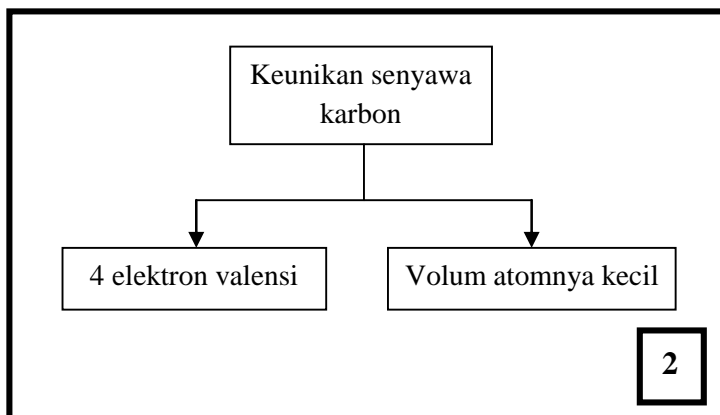 Keunikan senyawa
karbon
4 elektron valensi
Volum atomnya kecil
2